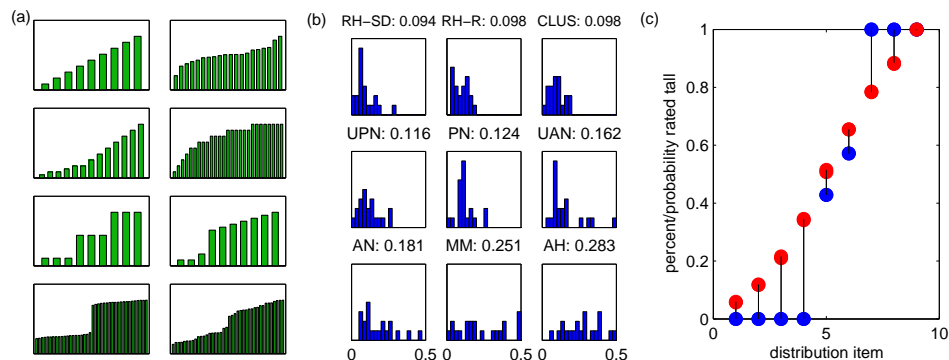 (a)
(b)
RH−SD: 0.094 RH−R: 0.098 CLUS: 0.098
UPN: 0.116 PN: 0.124 UAN: 0.162
AN: 0.181 MM: 0.251 AH: 0.283
0 0.5 0 0.5 0 0.5
(c)
percent/probability rated tall
1
0.8
0.6
0.4
0.2
0
0 5 10
distribution item